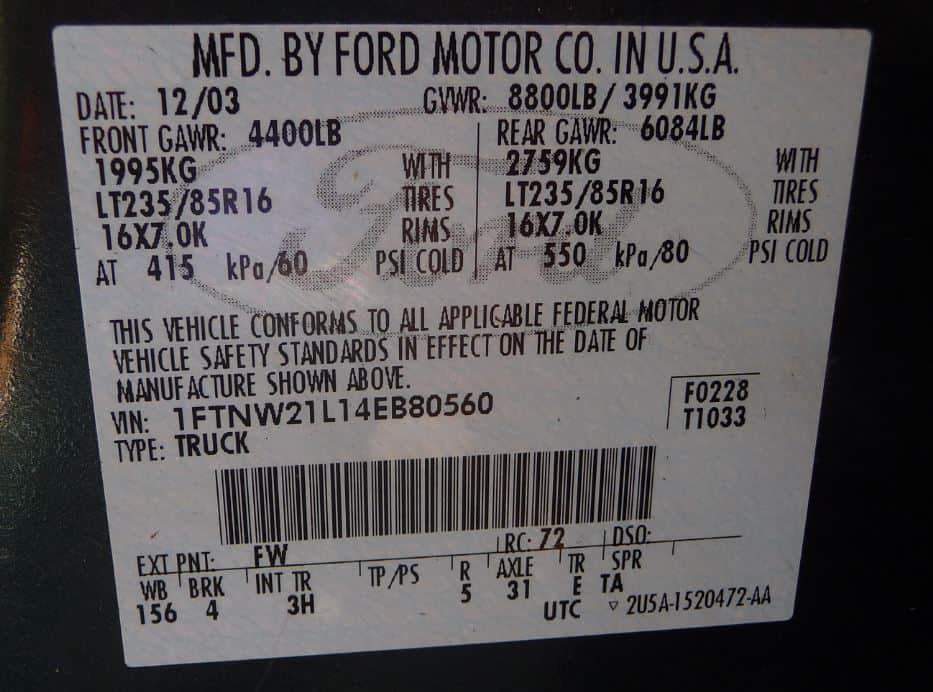 MFD. BY FORD MOTOR CO. IN U.S.A.
DATE: 12/03 GVWR: 8800LB/ 3991KG
FRONT GAWR: 4400LB REAR GAWR: 6084LB
1995KG WITH 2759KG WITH
LT235/85R16 TIRES LT235/85R16 TIRES
16X7.0K RIMS 16X7.0K RIMS
AT 415 kPa/60 PSI COLD AT 550 kPa/80 PSI COLD
Ford
THIS VEHICLE CONFORMS TO ALL APPLICABLE FEDERAL MOTOR
VEHICLE SAFETY STANDARDS IN EFFECT ON THE DATE OF
MANUFACTURE SHOWN ABOVE.
F0228
VIN: 1FTNW21L14EB80560
T1033
TYPE: TRUCK
EXT PNT: FW RC: 72 DSO:
WB BRK INT TR TP/PS R AXLE TR SPR
156 4 3H 5 31 E TA
UTC ▽ 2U5A-1520472-AA